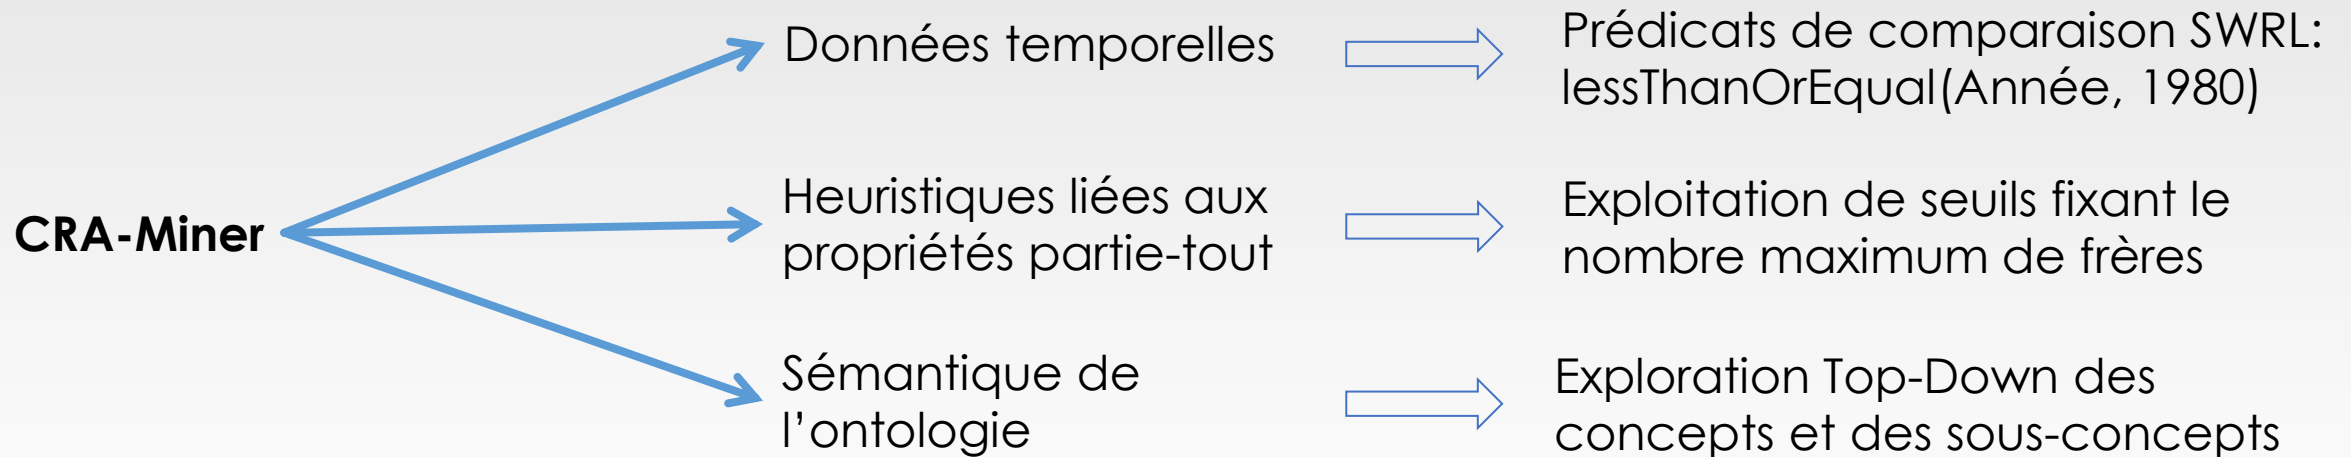 CRA-Miner
Données temporelles
Prédicats de comparaison SWRL:
lessThanOrEqual(Année, 1980)
Heuristiques liées aux
propriétés partie-tout
Exploitation de seuils fixant le
nombre maximum de frères
Sémantique de
l’ontologie
Exploration Top-Down des
concepts et des sous-concepts